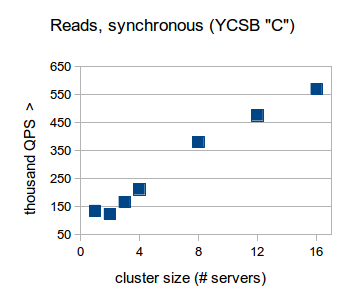 Reads, synchronous (YCSB "C")
650
550
450
350
250
150
50
thousand QPS >
0 4 8 12 16
cluster size (# servers)